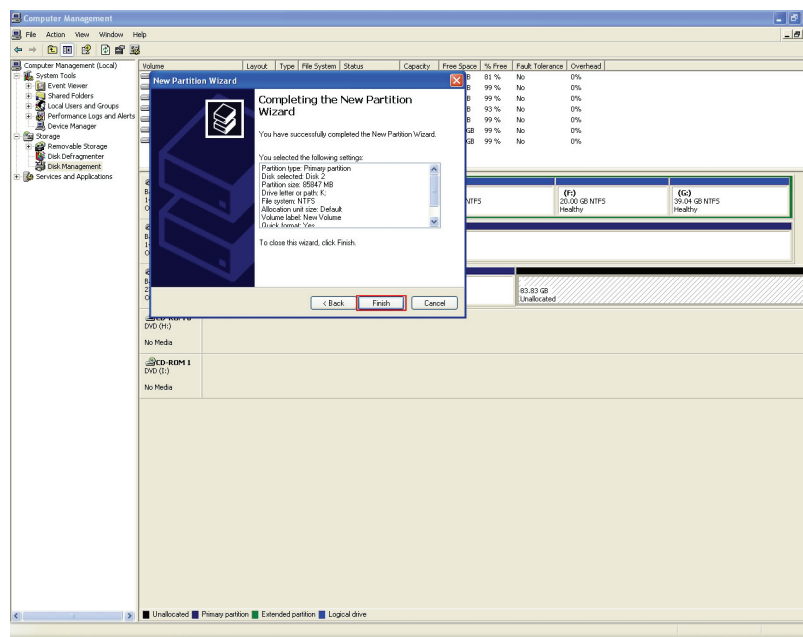 Computer Management
File Action View Window Help
Computer Management (Local)
System Tools
Event Viewer
Shared Folders
Local Users and Groups
Performance Logs and Alerts
Device Manager
Storage
Removable Storage
Disk Defragmenter
Disk Management
Services and Applications
Volume Layout Type File System Status Capacity Free Space % Free Fault Tolerance Overhead
B 81 % No 0%
B 99 % No 0%
B 99 % No 0%
B 93 % No 0%
B 99 % No 0%
GB 99 % No 0%
GB 99 % No 0%
New Partition Wizard
Completing the New Partition
Wizard
You have successfully completed the New Partition Wizard.
You selected the following settings:
Partition type: Primary partition
Disk selected: Disk 2
Partition size: 85847 MB
Drive letter or path: K:
File system: NTFS
Allocation unit size: Default
Volume label: New Volume
Quick format: Yes
To close this wizard, click Finish.
< Back Finish Cancel
NTFS
(F:)
20.00 GB NTFS
Healthy
(G:)
39.04 GB NTFS
Healthy
83.83 GB
Unallocated
CD-ROM 0
DVD (H:)
No Media
CD-ROM 1
DVD (I:)
No Media
Unallocated Primary partition Extended partition Logical drive